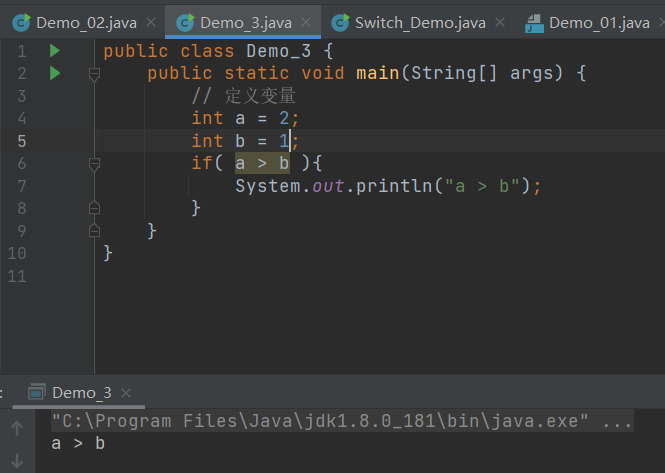 Demo_02.java Demo_3.java Switch_Demo.java Demo_01.java
1 public class Demo_3 {
2 public static void main(String[] args) {
3 // 定义变量
4 int a = 2;
5 int b = 1;
6 if( a > b ){
7 System.out.println("a > b");
8 }
9 }
10 }
11
: Demo_3
"C:\Program Files\Java\jdk1.8.0_181\bin\java.exe" ...
a > b